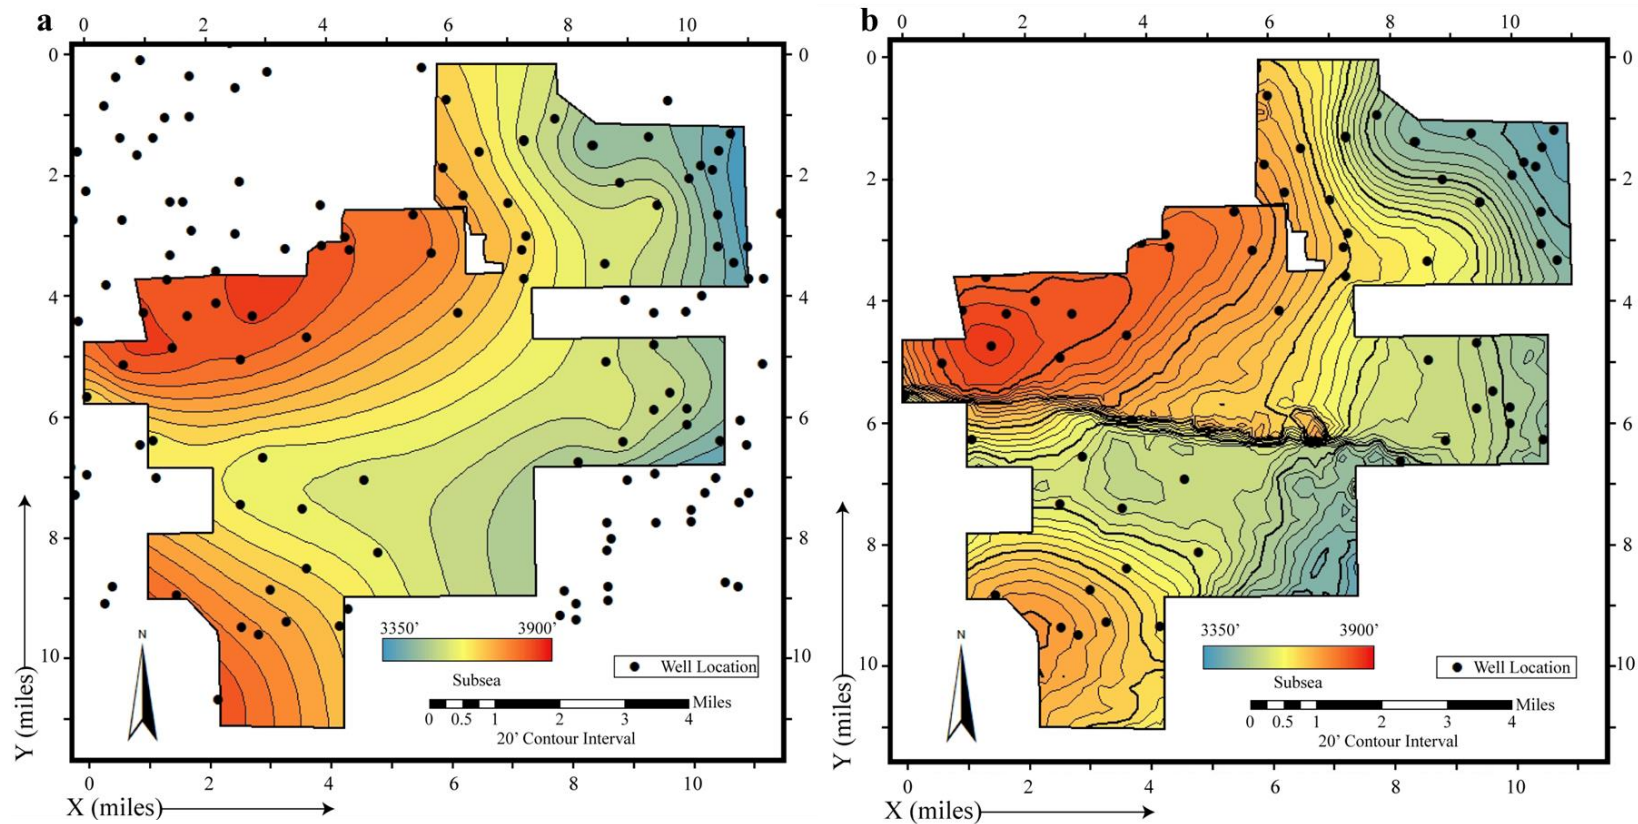 a
0 2 4 6 8 10
0 0
2 2
4 4
6 6
8 8
10 10
Y (miles)
N
3350’ 3900’
Subsea
Well Location
Miles
0 0.5 1 2 3 4
20’ Contour Interval
0 2 4 6 8 10
X (miles)
b
0 2 4 6 8 10
0 0
2 2
4 4
6 6
8 8
10 10
Y (miles)
N
3350’ 3900’
Subsea
Well Location
Miles
0 0.5 1 2 3 4
20’ Contour Interval
0 2 4 6 8 10
X (miles)